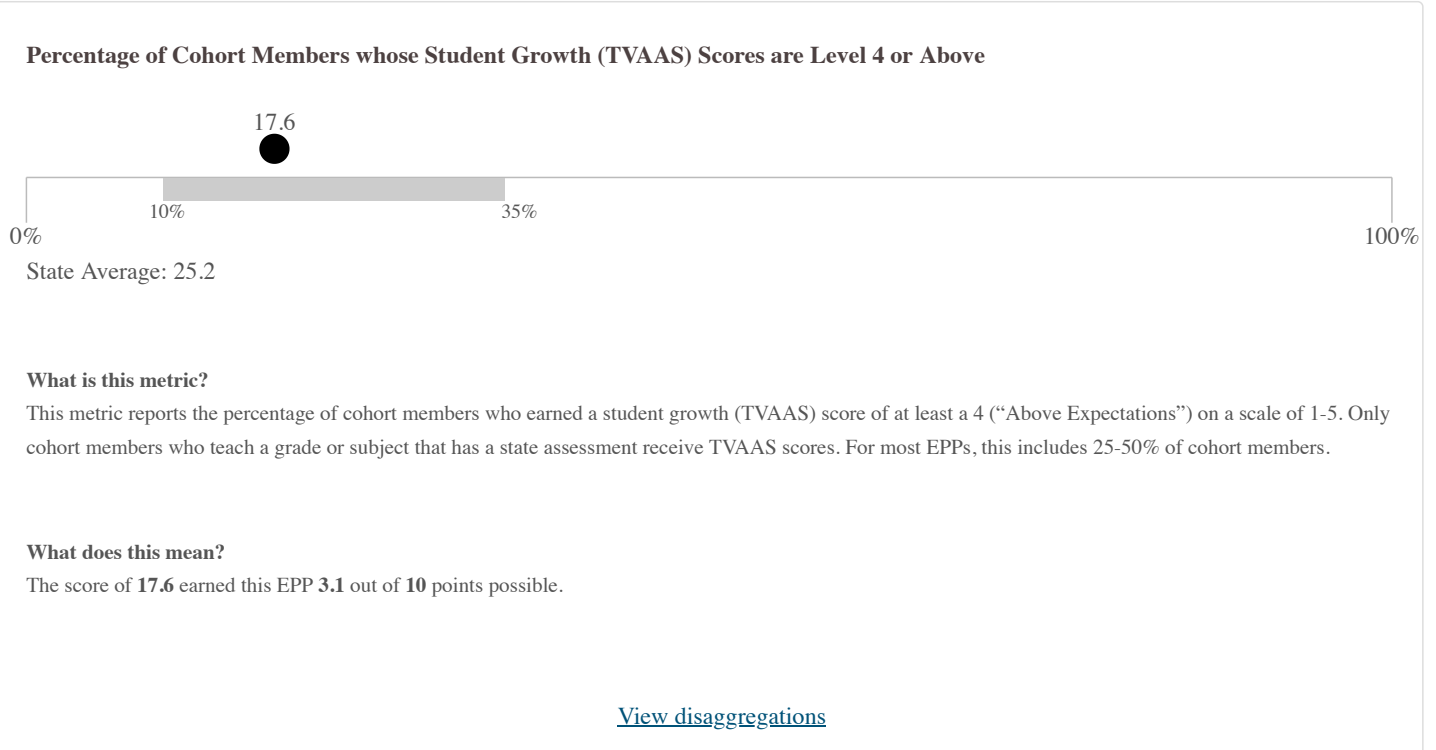 Percentage of Cohort Members whose Student Growth (TVAAS) Scores are Level 4 or Above
17.6
10% 35%
0% 100%
State Average: 25.2
What is this metric?
This metric reports the percentage of cohort members who earned a student growth (TVAAS) score of at least a 4 (“Above Expectations”) on a scale of 1-5. Only
cohort members who teach a grade or subject that has a state assessment receive TVAAS scores. For most EPPs, this includes 25-50% of cohort members.
What does this mean?
The score of 17.6 earned this EPP 3.1 out of 10 points possible.
View disaggregations